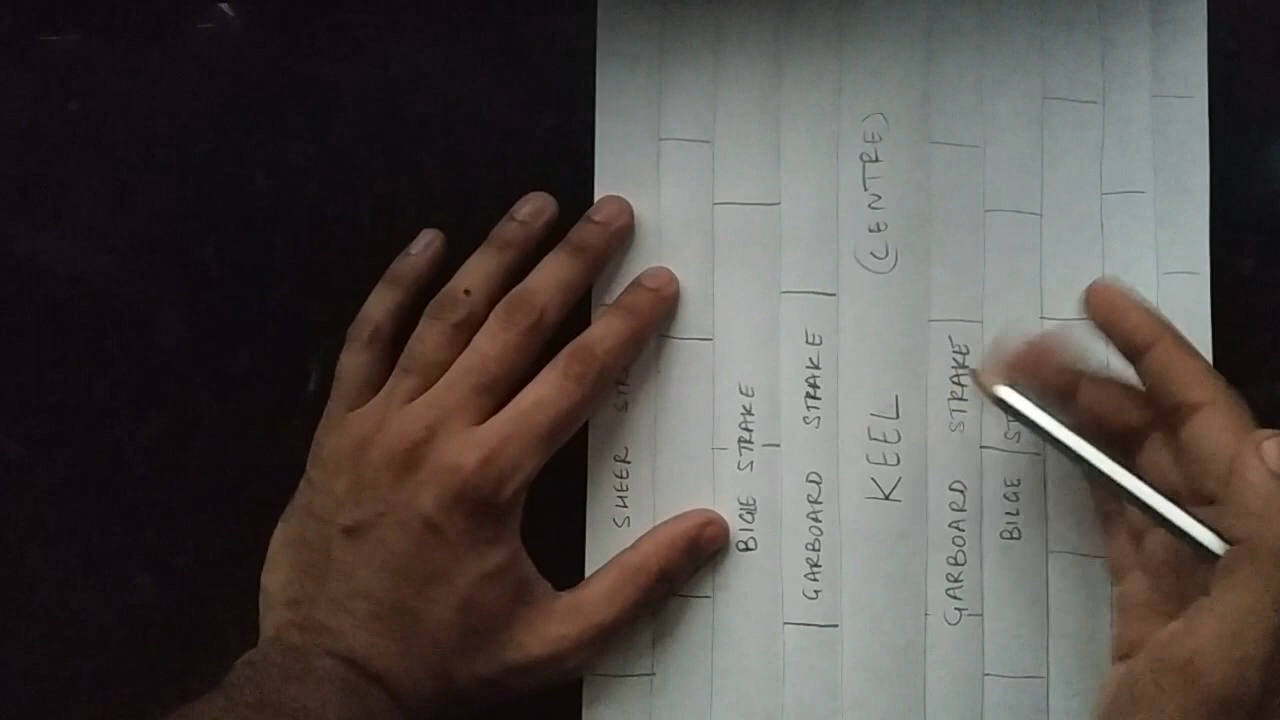 SHEER
BIGLE STRAKE
GARBOARD STRAKE
KEEL (CENTRE)
GARBOARD STRAKE
BILGE